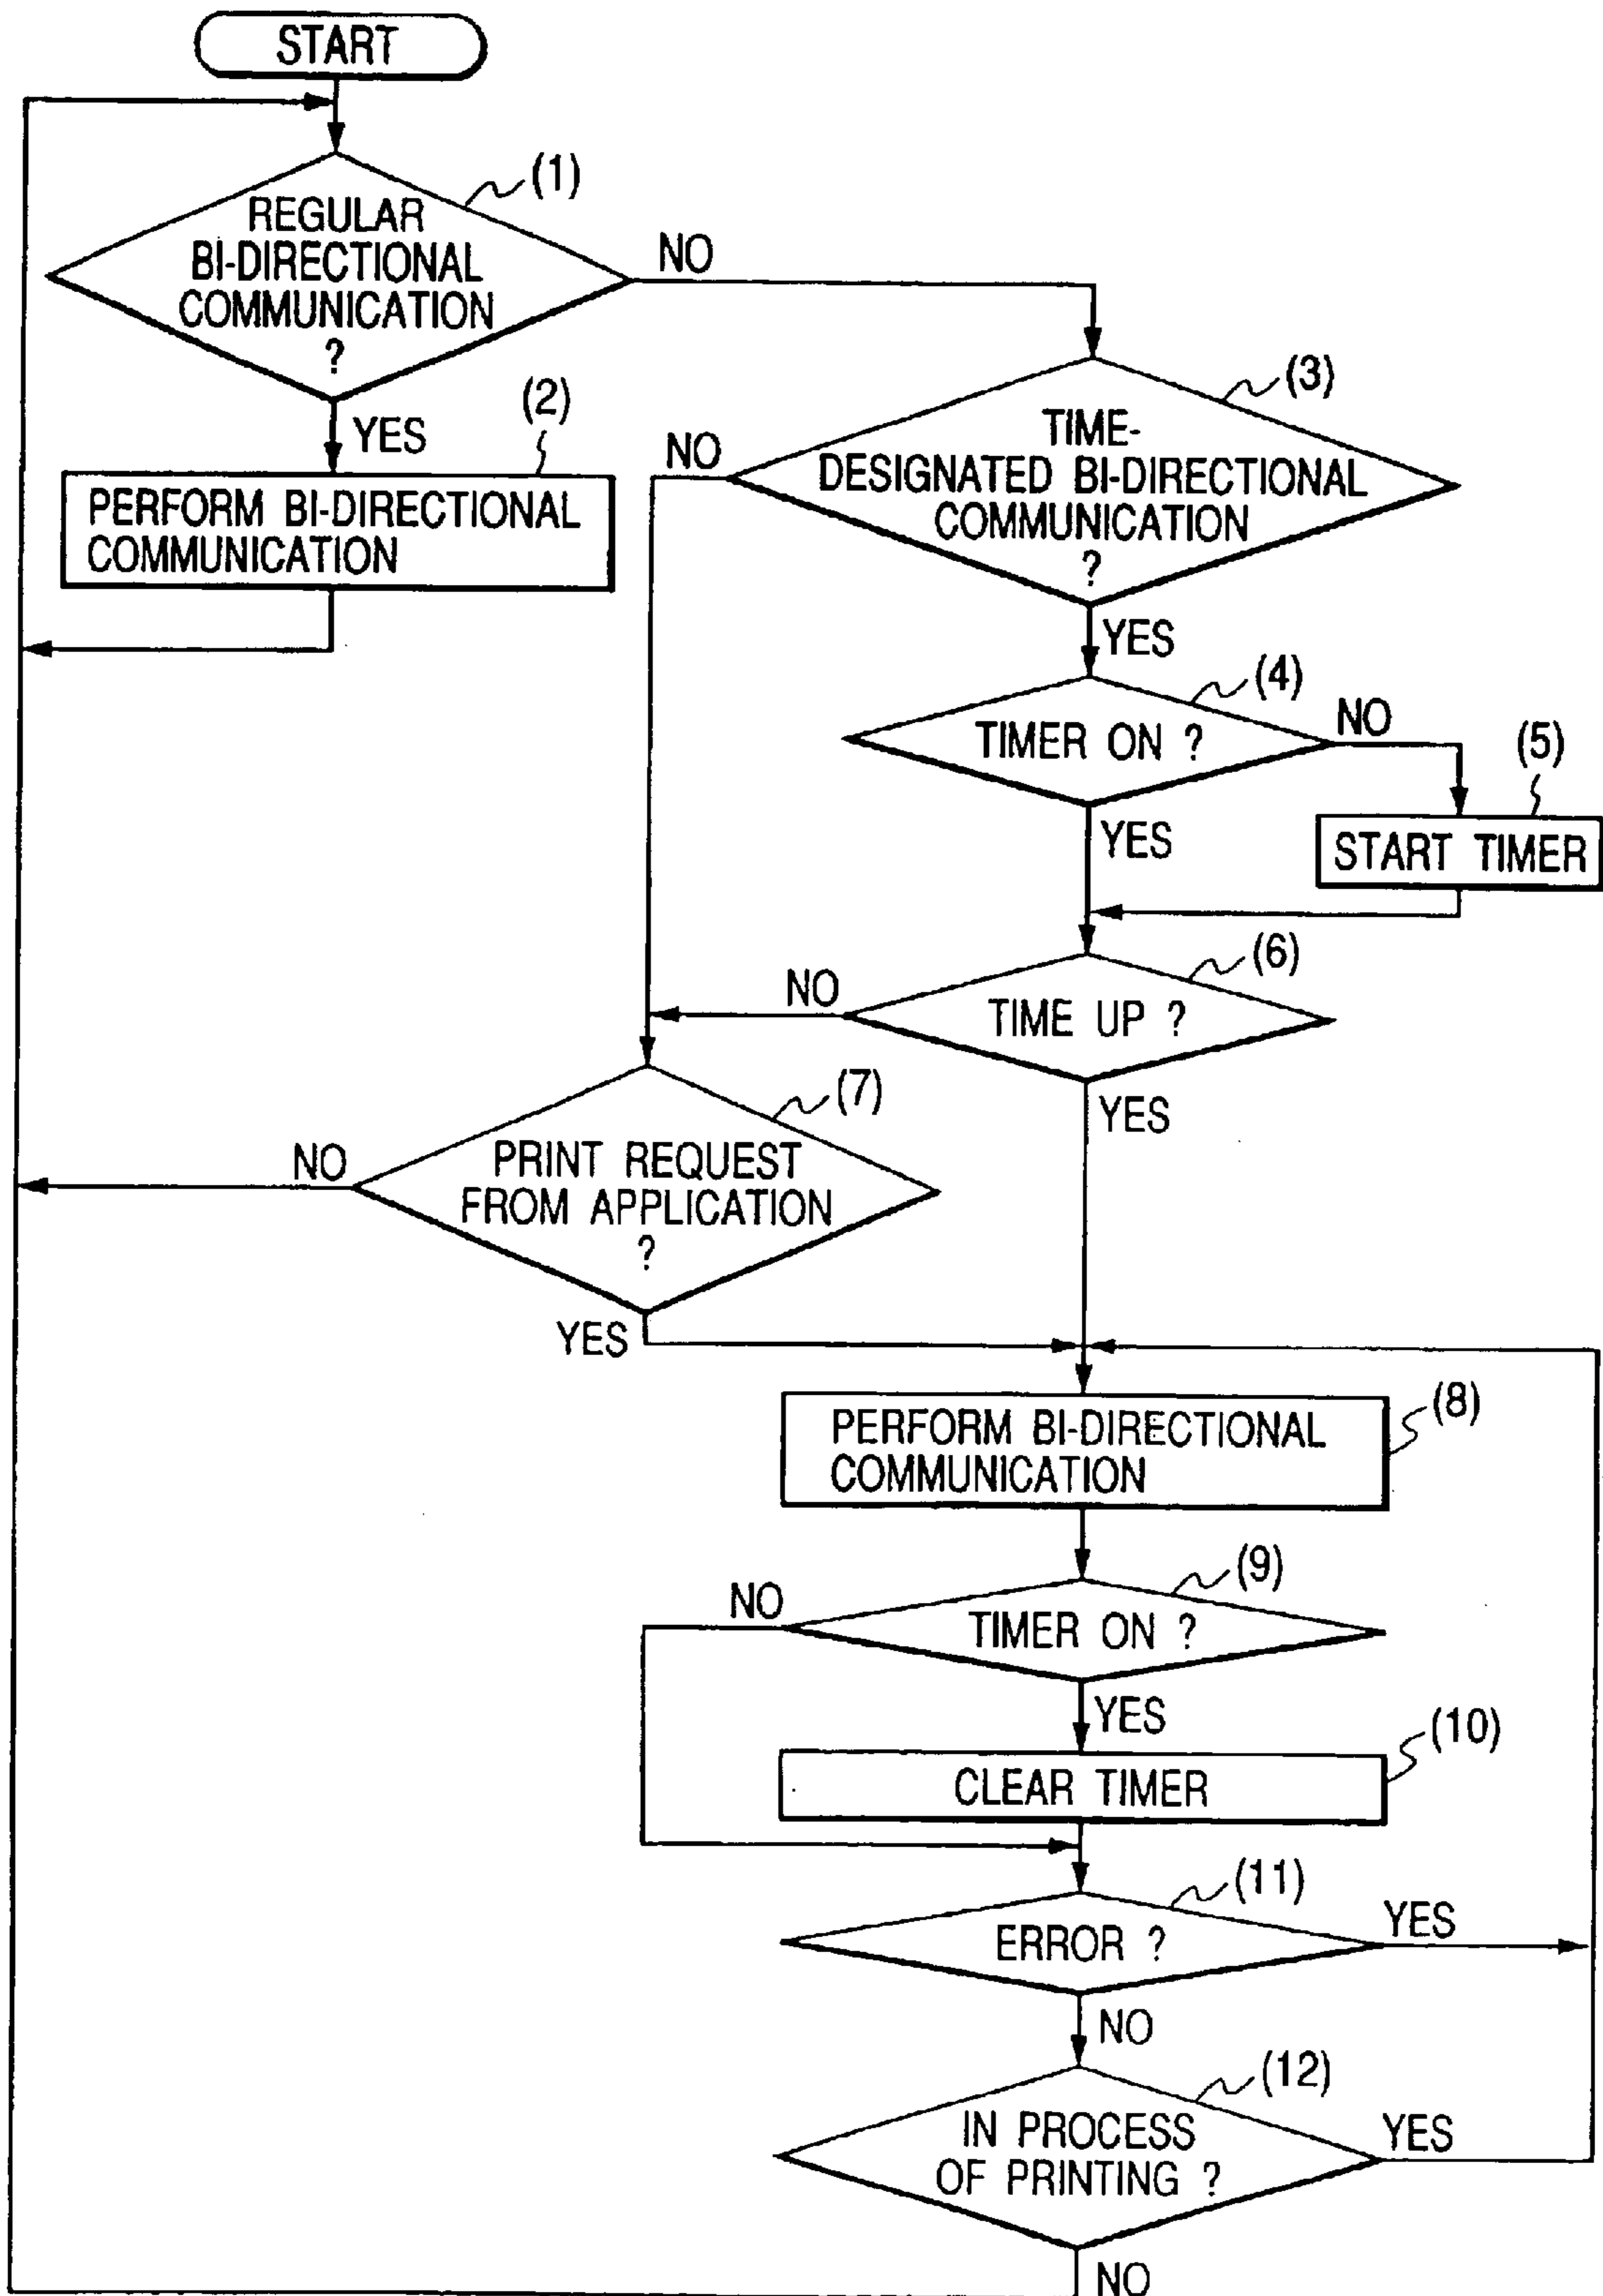 START
(1)
REGULAR
BI-DIRECTIONAL
COMMUNICATION
?
NO
YES
(2)
PERFORM BI-DIRECTIONAL
COMMUNICATION
(3)
TIME-
DESIGNATED BI-DIRECTIONAL
COMMUNICATION
?
NO
YES
(4)
TIMER ON ?
NO
YES
(5)
START TIMER
(6)
TIME UP ?
NO
YES
(7)
PRINT REQUEST
FROM APPLICATION
?
NO
YES
(8)
PERFORM BI-DIRECTIONAL
COMMUNICATION
(9)
TIMER ON ?
NO
YES
(10)
CLEAR TIMER
(11)
ERROR ?
YES
NO
(12)
IN PROCESS
OF PRINTING ?
YES
NO